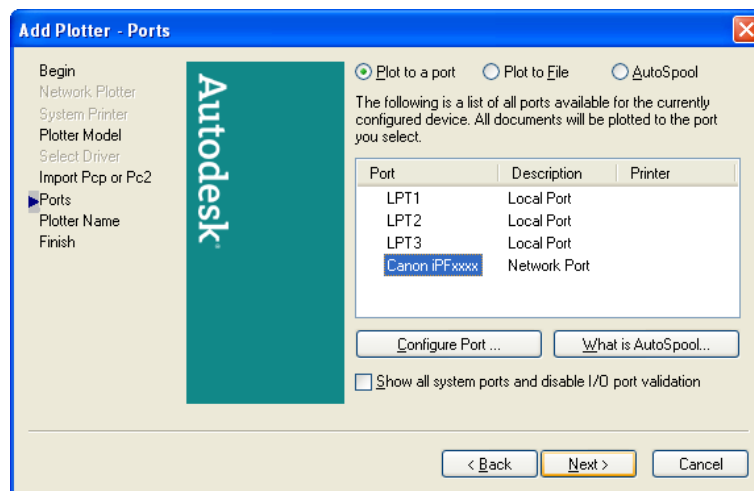 Add Plotter - Ports
Begin
Network Plotter
System Printer
Plotter Model
Select Driver
Import Pcp or Pc2
Ports
Plotter Name
Finish
Autodesk
Plot to a port Plot to File AutoSpool
The following is a list of all ports available for the currently
configured device. All documents will be plotted to the port
you select.
Port Description Printer
LPT1 Local Port
LPT2 Local Port
LPT3 Local Port
Canon iPFxxxx Network Port
Configure Port ... What is AutoSpool...
Show all system ports and disable I/O port validation
< Back Next > Cancel